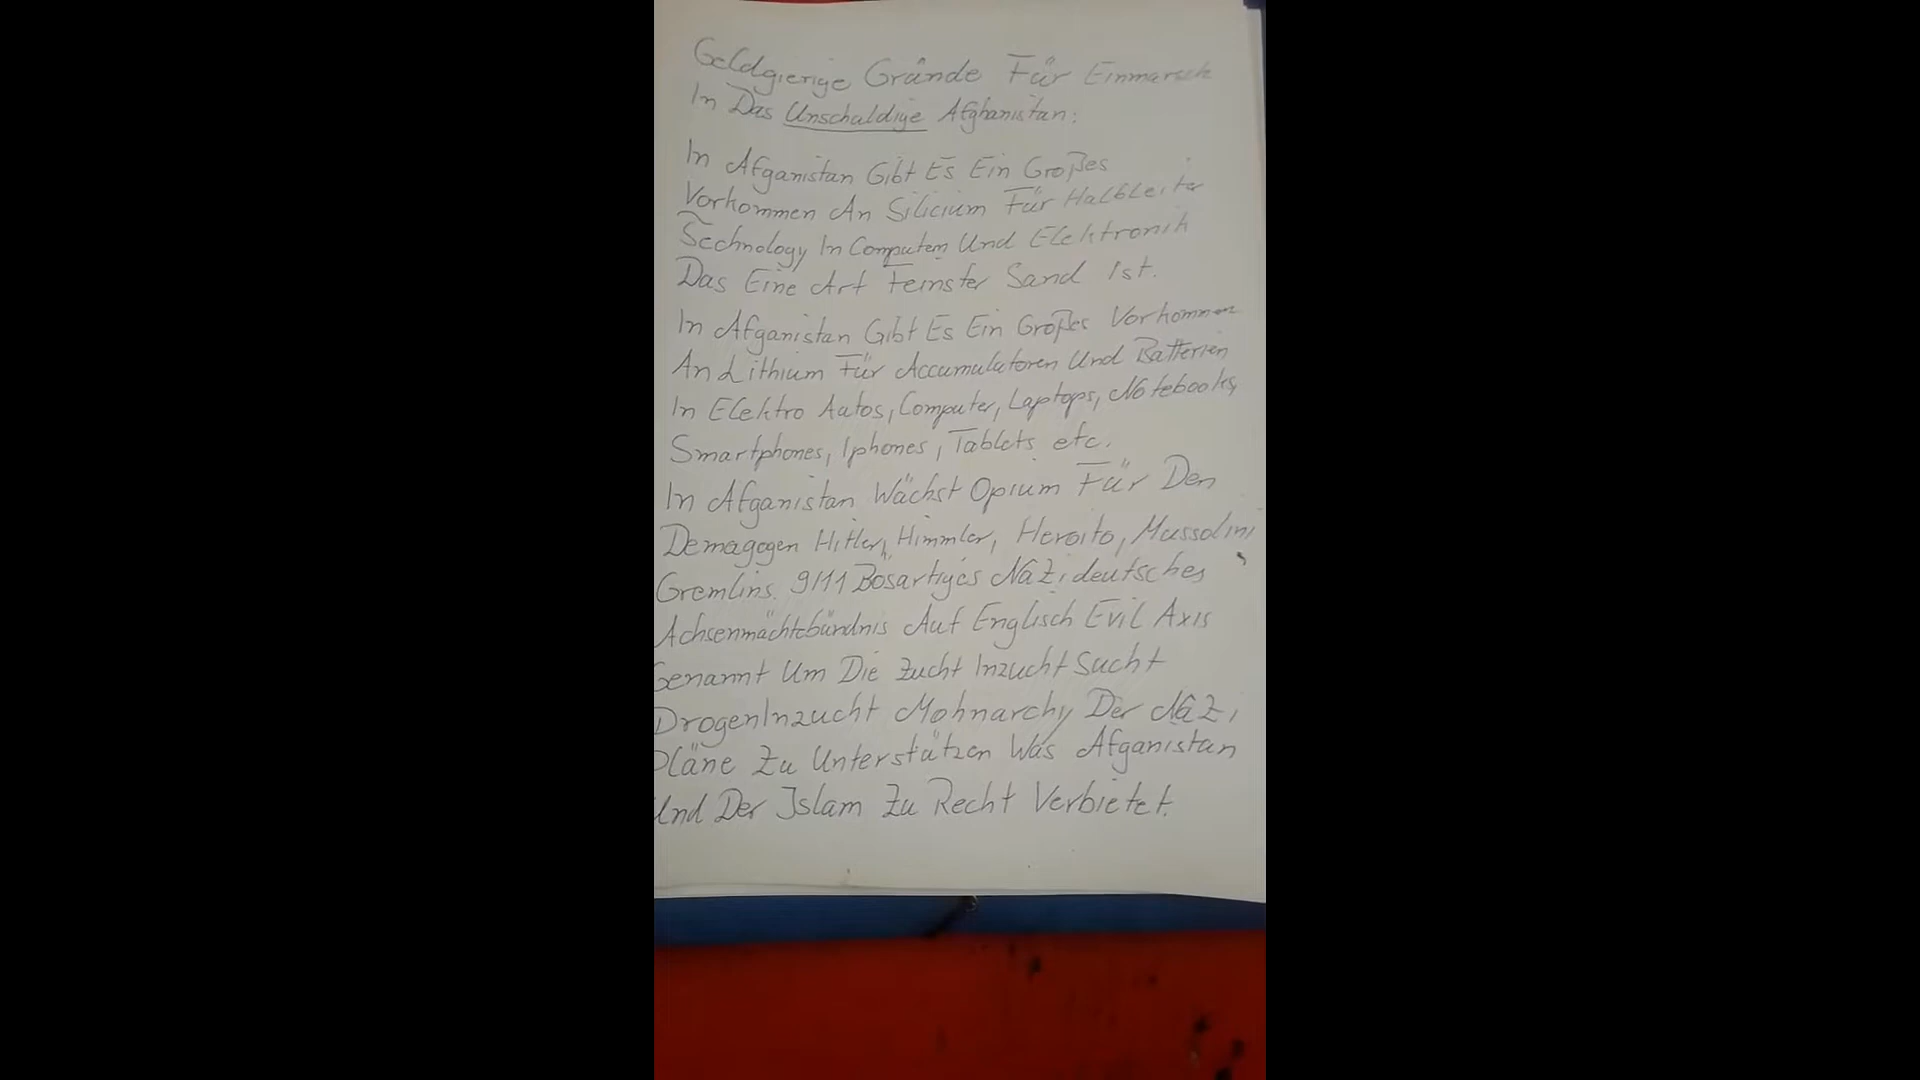 Geldgierige Gründe Für Einmarsch
In Das Unschuldige Afghanistan:
In Afganistan Gibt Es Ein Großes
Vorkommen An Silicium Für Halbleiter
Technology In Computern Und Elektronik
Das Eine Art Feinster Sand Ist.
In Afganistan Gibt Es Ein Großes Vorkommen
An Lithium Für Accumulatoren Und Batterien
In Elektro Autos, Computer, Laptops, Notebooks,
Smartphones, Iphones, Tablets etc.
In Afganistan Wächst Opium Für Den
Demagogen Hitler, Himmler, Heroito, Mussolini
Gremlins. 9/11 Bösartiges NaZi deutsches
Achsenmächtebündnis Auf Englisch Evil Axis
Genannt Um Die Zucht Inzucht Sucht
DrogenInzucht Mohnarchy Der NaZi
Pläne Zu Unterstützen Was Afganistan
Und Der Islam Zu Recht Verbietet.